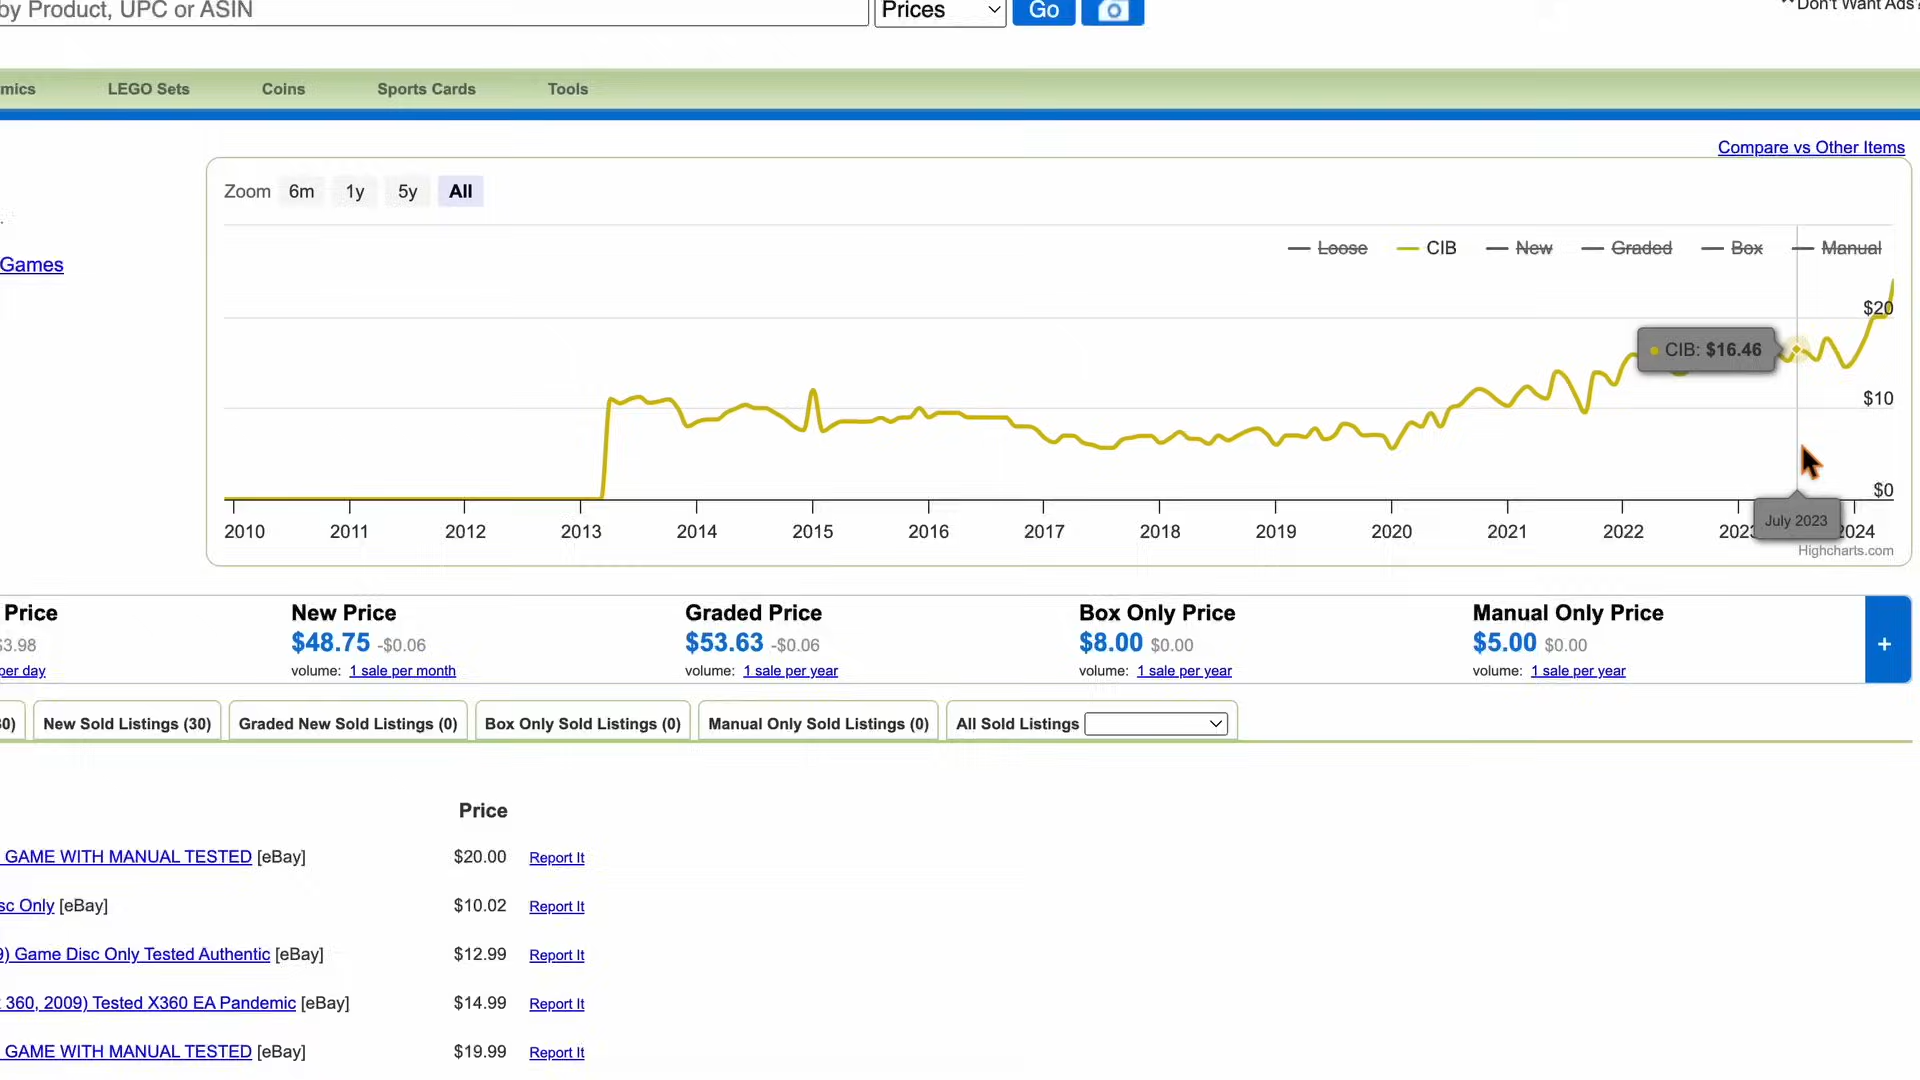 by Product, UPC or ASIN
Prices
Go
Don't Want Ads?
mics
LEGO Sets
Coins
Sports Cards
Tools
Compare vs Other Items
Zoom 6m 1y 5y All
Games
Loose CIB New Graded Box Manual
$20
CIB: $16.46
$10
$0
July 2023
2010 2011 2012 2013 2014 2015 2016 2017 2018 2019 2020 2021 2022 2023 2024
Highcharts.com
Price
$3.98
per day
New Price
$48.75 -$0.06
volume: 1 sale per month
Graded Price
$53.63 -$0.06
volume: 1 sale per year
Box Only Price
$8.00 $0.00
volume: 1 sale per year
Manual Only Price
$5.00 $0.00
volume: 1 sale per year
+
30)
New Sold Listings (30)
Graded New Sold Listings (0)
Box Only Sold Listings (0)
Manual Only Sold Listings (0)
All Sold Listings
Price
GAME WITH MANUAL TESTED [eBay] $20.00 Report It
sc Only [eBay] $10.02 Report It
9) Game Disc Only Tested Authentic [eBay] $12.99 Report It
360, 2009) Tested X360 EA Pandemic [eBay] $14.99 Report It
GAME WITH MANUAL TESTED [eBay] $19.99 Report It